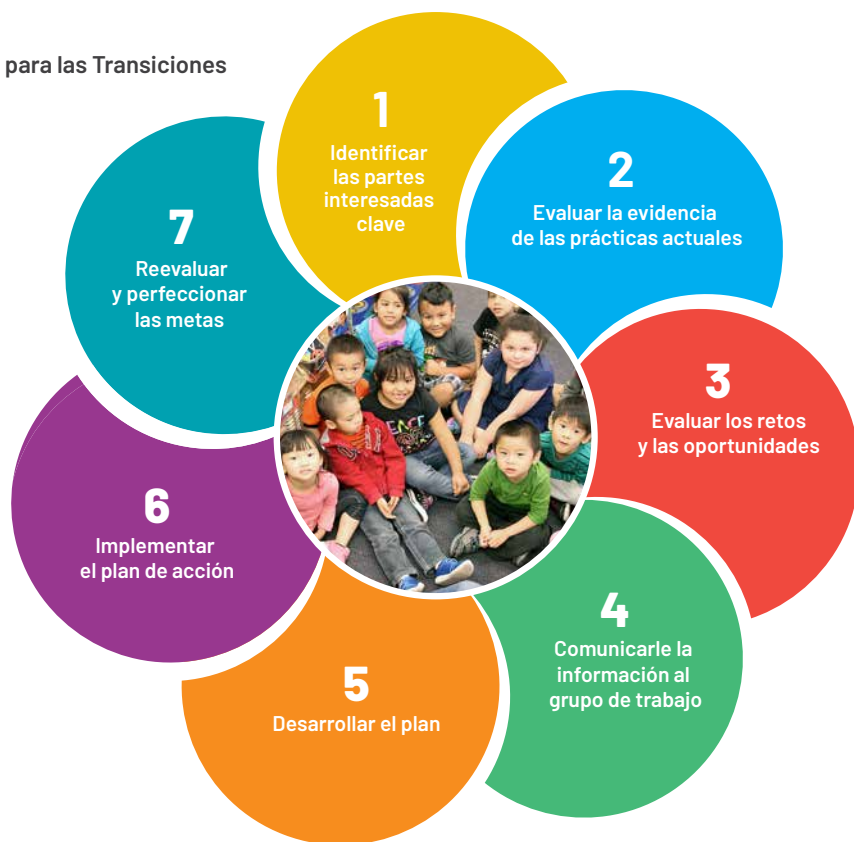 para las Transiciones
1
Identificar
las partes
interesadas
clave
2
Evaluar la evidencia
de las prácticas actuales
3
Evaluar los retos
y las oportunidades
4
Comunicarle la
información al
grupo de trabajo
5
Desarrollar el plan
6
Implementar
el plan de acción
7
Reevaluar
y perfeccionar
las metas